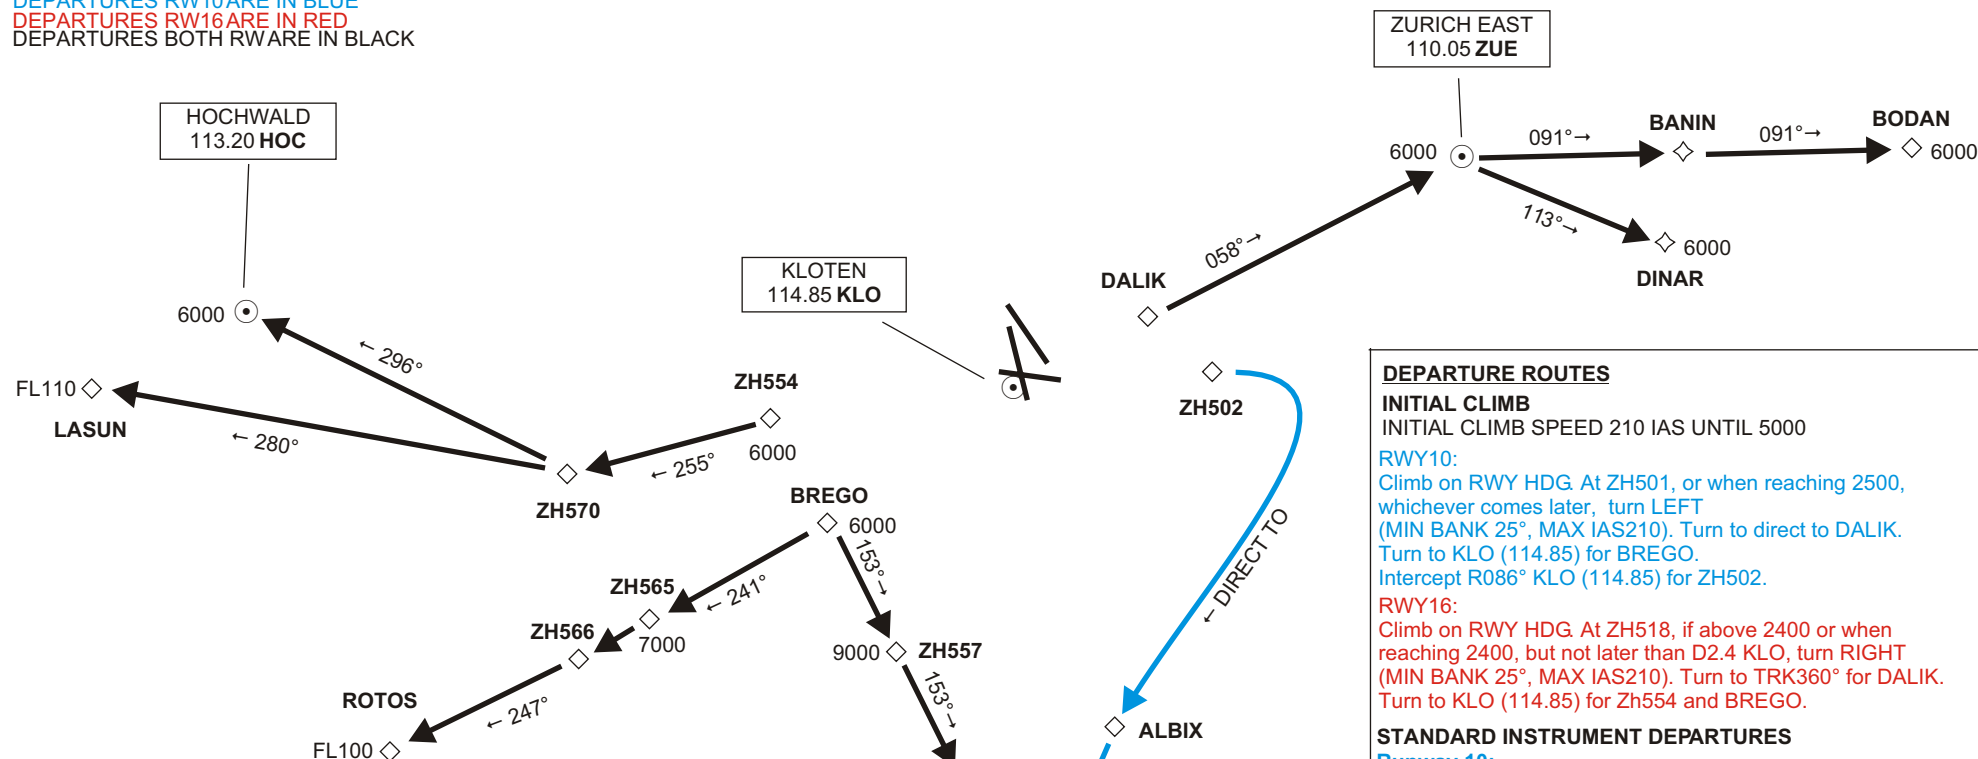 DEPARTURES RW10 ARE IN BLUE
DEPARTURES RW16 ARE IN RED
DEPARTURES BOTH RW ARE IN BLACK
ZURICH EAST
110.05 ZUE
HOCHWALD
113.20 HOC
KLOTEN
114.85 KLO
6000
091°→
BANIN
091°→
BODAN
6000
113°→
6000
DINAR
058°→
DALIK
6000
← 296°
FL110
LASUN
← 280°
ZH554
6000
← 255°
ZH570
ZH502
← DIRECT TO
ALBIX
BREGO
6000
153°→
← 241°
ZH565
7000
ZH566
9000
ZH557
153°→
← 247°
ROTOS
FL100
DEPARTURE ROUTES
INITIAL CLIMB
INITIAL CLIMB SPEED 210 IAS UNTIL 5000
RWY10:
Climb on RWY HDG. At ZH501, or when reaching 2500,
whichever comes later, turn LEFT
(MIN BANK 25°, MAX IAS210). Turn to direct to DALIK.
Turn to KLO (114.85) for BREGO.
Intercept R086° KLO (114.85) for ZH502.
RWY16:
Climb on RWY HDG. At ZH518, if above 2400 or when
reaching 2400, but not later than D2.4 KLO, turn RIGHT
(MIN BANK 25°, MAX IAS210). Turn to TRK360° for DALIK.
Turn to KLO (114.85) for Zh554 and BREGO.
STANDARD INSTRUMENT DEPARTURES
Runway 10: